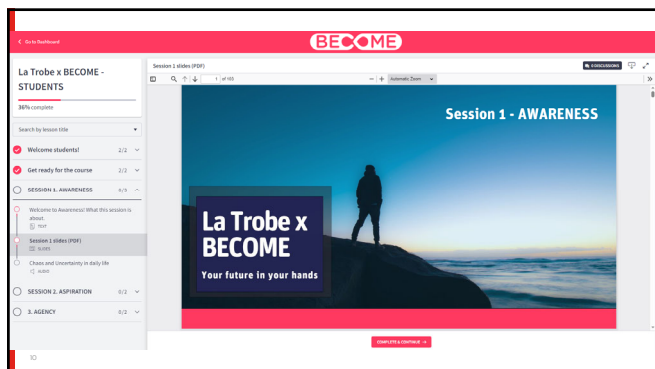 Go to Dashboard
BECOME
La Trobe x BECOME -
STUDENTS
36% complete
Search by lesson title
Welcome students!
2/2
Get ready for the course
2/2
SESSION 1. AWARENESS
0/3
Welcome to Awareness! What this session is
about.
TEXT
Session 1 slides (PDF)
SLIDES
Chaos and Uncertainty in daily life
AUDIO
SESSION 2. ASPIRATION
0/2
3. AGENCY
0/2
Session 1 slides (PDF)
DISCUSSIONS
1
Automatic Zoom
Session 1 - AWARENESS
La Trobe x
BECOME
Your future in your hands
COMPLETE & CONTINUE →
10